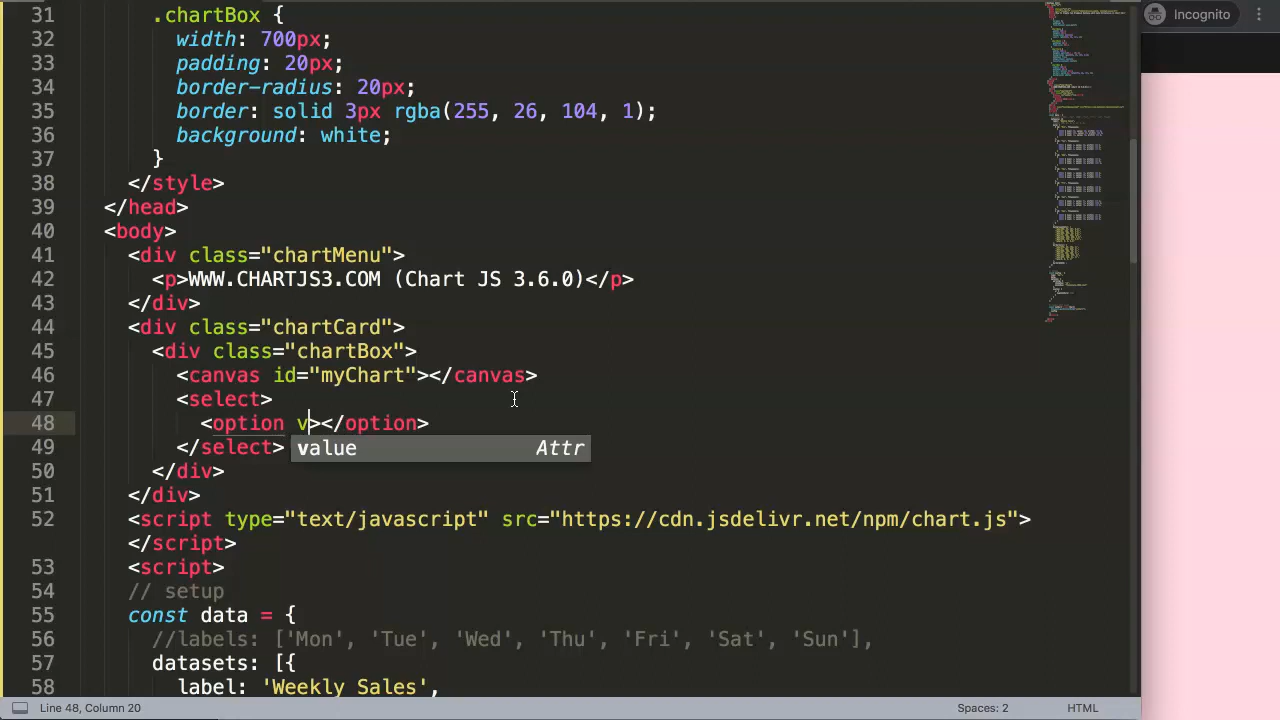 31 .chartBox {
32 width: 700px;
33 padding: 20px;
34 border-radius: 20px;
35 border: solid 3px rgba(255, 26, 104, 1);
36 background: white;
37 }
38 </style>
39 </head>
40 <body>
41 <div class="chartMenu">
42 <p>WWW.CHARTJS3.COM (Chart JS 3.6.0)</p>
43 </div>
44 <div class="chartCard">
45 <div class="chartBox">
46 <canvas id="myChart"></canvas>
47 <select>
48 <option v></option>
value Attr
49 </select>
50 </div>
51 </div>
52 <script type="text/javascript" src="https://cdn.jsdelivr.net/npm/chart.js">
</script>
53 <script>
54 // setup
55 const data = {
56 //labels: ['Mon', 'Tue', 'Wed', 'Thu', 'Fri', 'Sat', 'Sun'],
57 datasets: [{
58 label: 'Weekly Sales',
Line 48, Column 20
Spaces: 2
HTML
Incognito